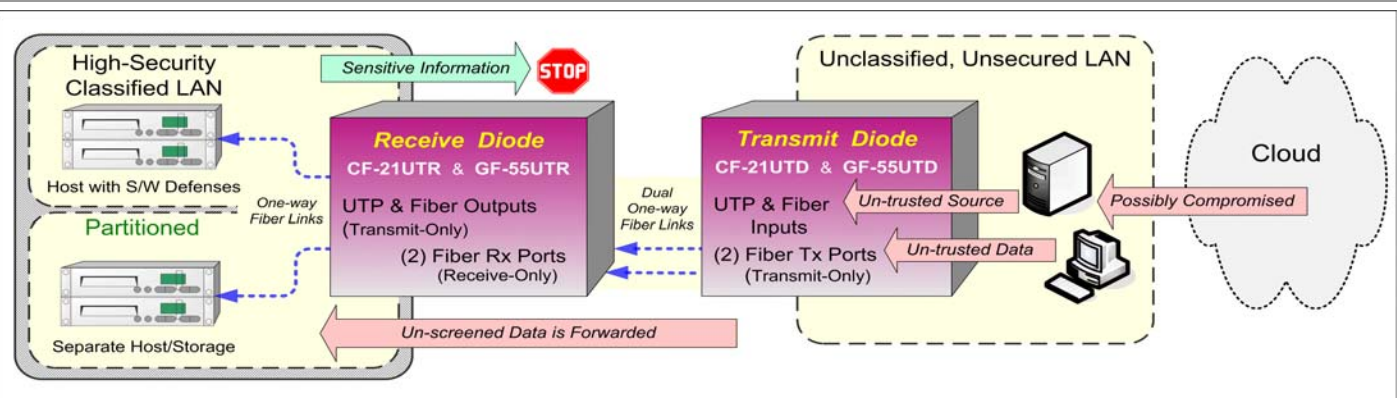 High-Security
Classified LAN
Host with S/W Defenses
Partitioned
Separate Host/Storage
Sensitive Information
STOP
One-way
Fiber Links
Receive Diode
CF-21UTR & GF-55UTR
UTP & Fiber Outputs
(Transmit-Only)
(2) Fiber Rx Ports
(Receive-Only)
Un-screened Data is Forwarded
Dual
One-way
Fiber Links
Unclassified, Unsecured LAN
Transmit Diode
CF-21UTD & GF-55UTD
UTP & Fiber
Inputs
(2) Fiber Tx Ports
(Transmit-Only)
Un-trusted Source
Un-trusted Data
Possibly Compromised
Cloud